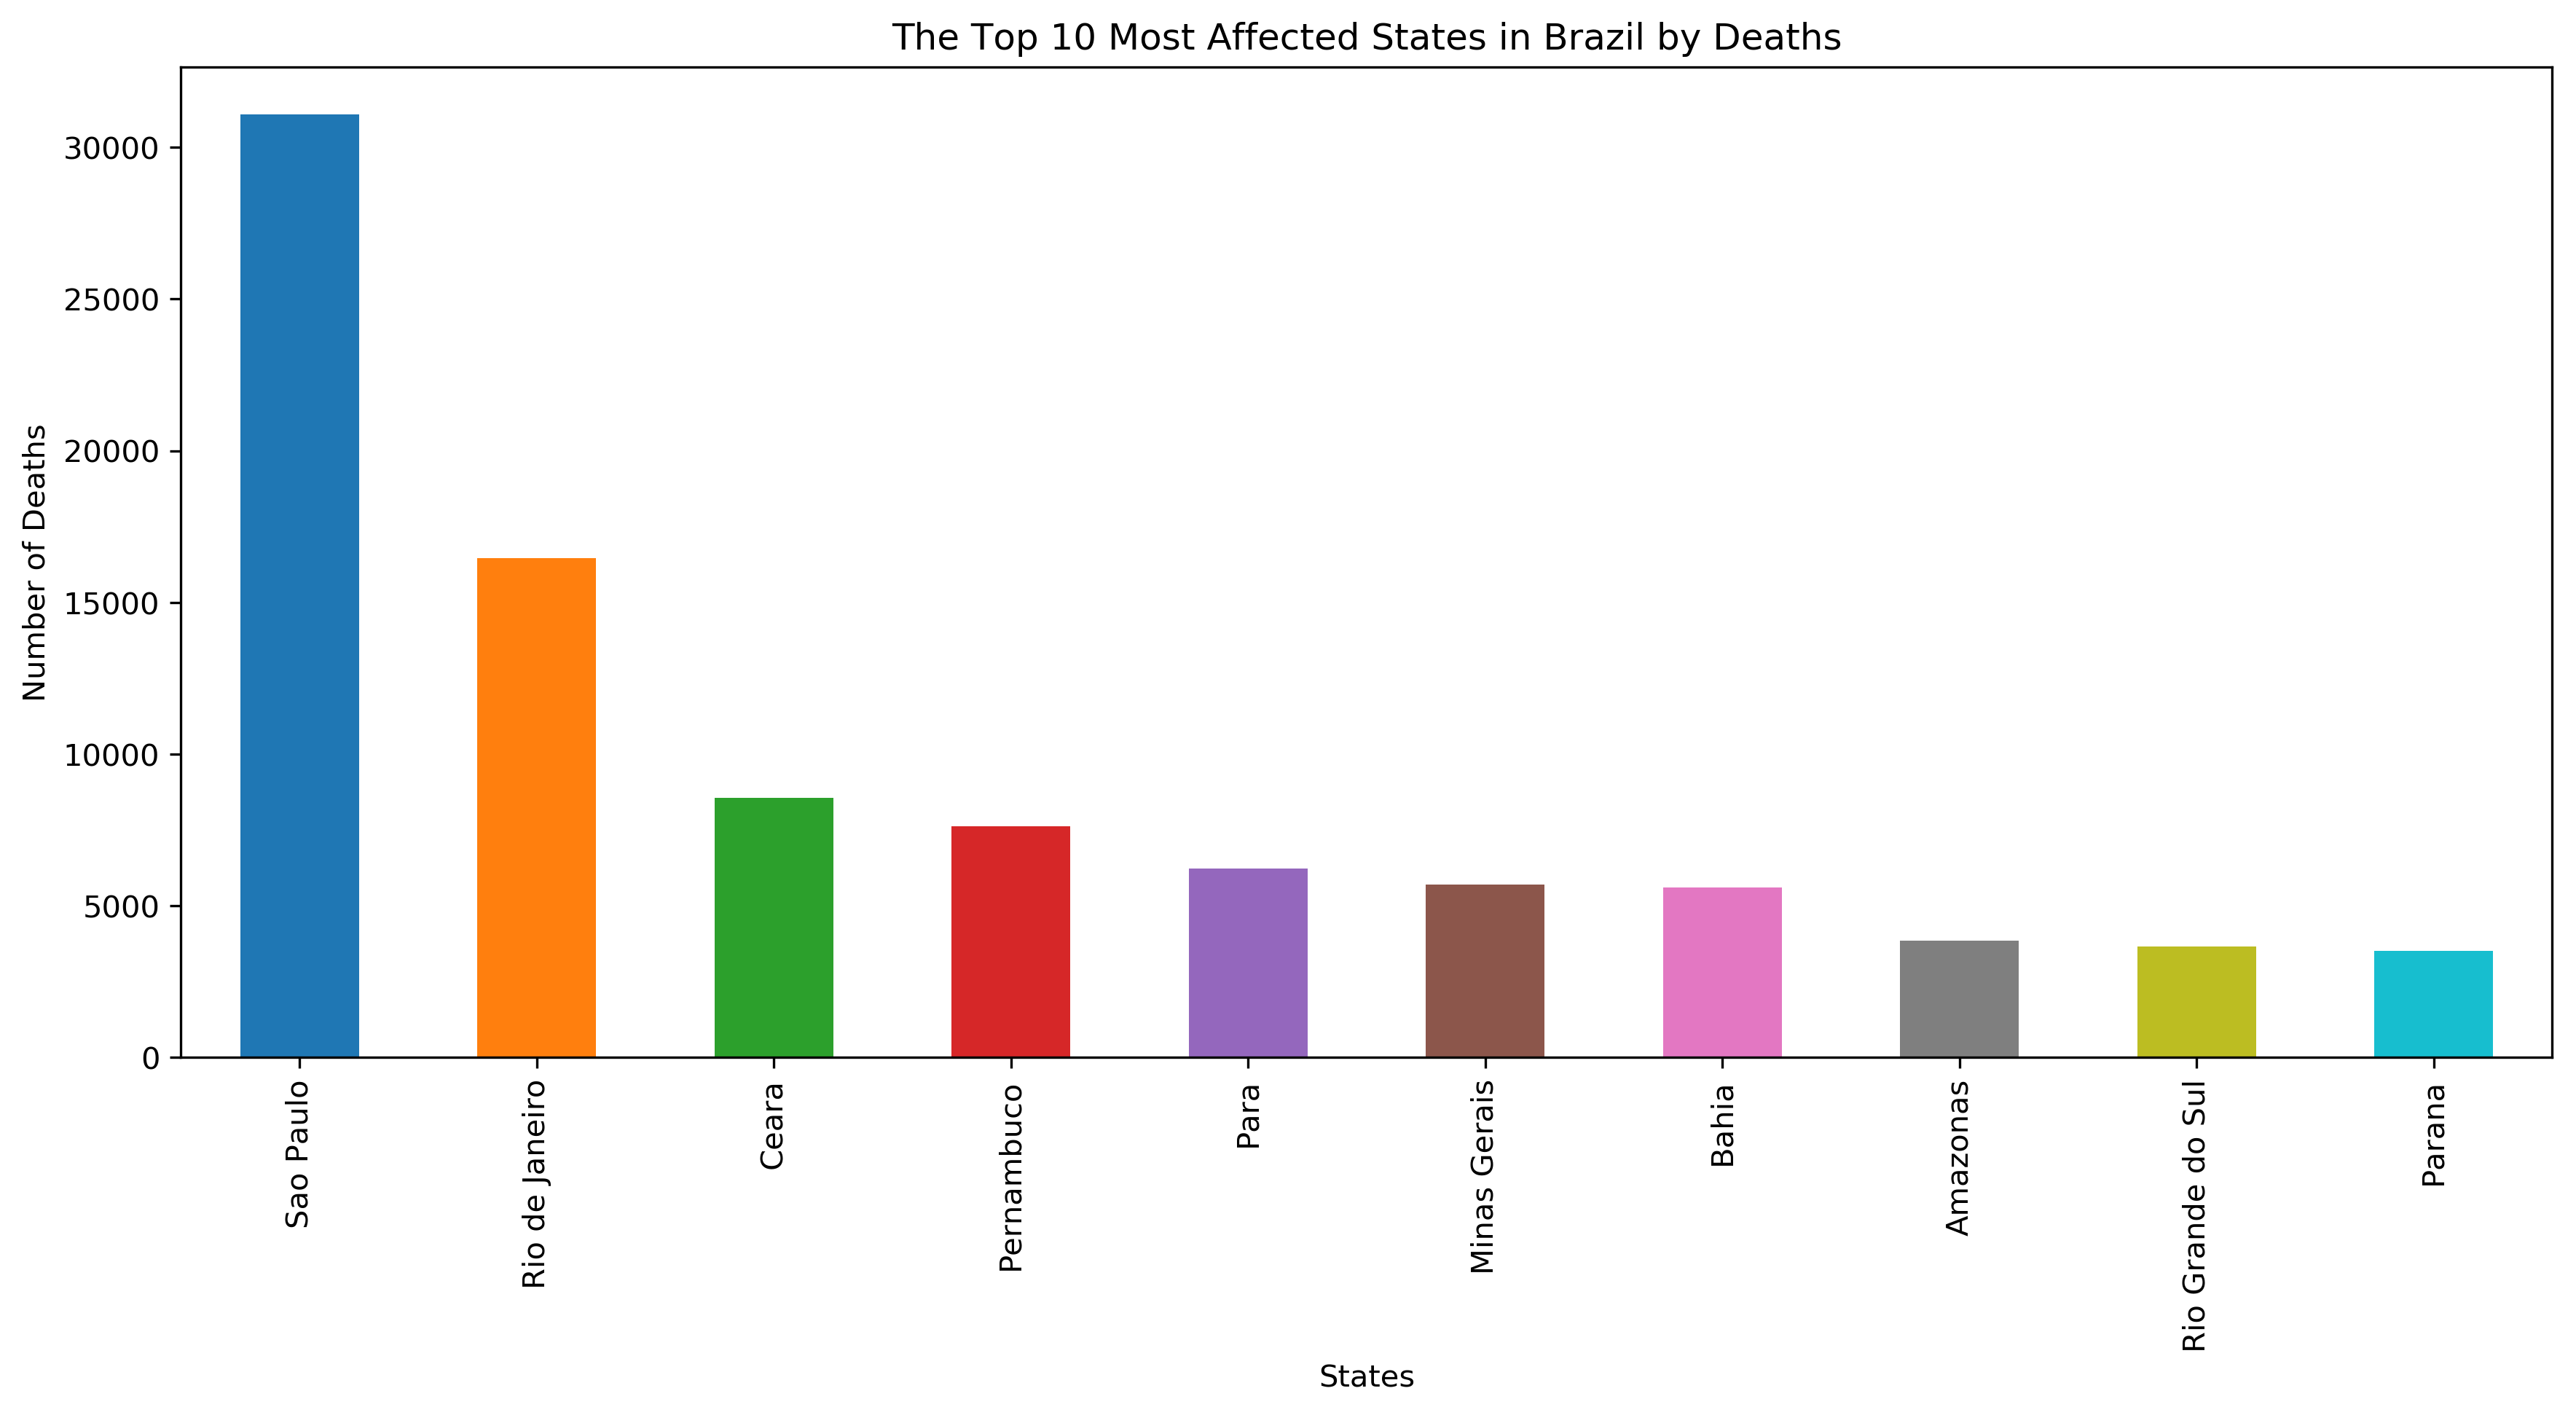 The Top 10 Most Affected States in Brazil by Deaths
Number of Deaths
30000
25000
20000
15000
10000
5000
0
Sao Paulo
Rio de Janeiro
Ceara
Pernambuco
Para
Minas Gerais
Bahia
Amazonas
Rio Grande do Sul
Parana
States